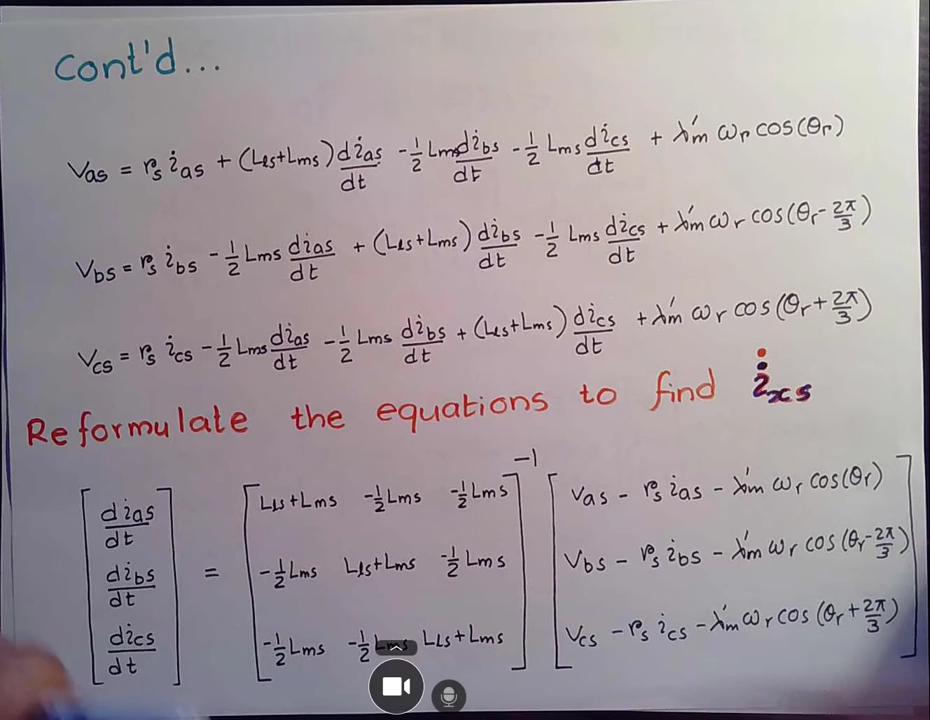 Cont'd...
Vas = rs ias + (Lls+Lms) dias/dt - 1/2 Lms dibs/dt - 1/2 Lms dics/dt + λ'm ωr cos(θr)
Vbs = rs ibs - 1/2 Lms dias/dt + (Lls+Lms) dibs/dt - 1/2 Lms dics/dt + λ'm ωr cos(θr - 2π/3)
Vcs = rs ics - 1/2 Lms dias/dt - 1/2 Lms dibs/dt + (Lls+Lms) dics/dt + λ'm ωr cos(θr + 2π/3)
Reformulate the equations to find i̇xs
[dias/dt] = [Lls+Lms -1/2 Lms -1/2 Lms]⁻¹ [Vas - rs ias - λ'm ωr cos(θr)]
[dibs/dt] [-1/2 Lms Lls+Lms -1/2 Lms] [Vbs - rs ibs - λ'm ωr cos(θr - 2π/3)]
[dics/dt] [-1/2 Lms -1/2 Lms Lls+Lms] [Vcs - rs ics - λ'm ωr cos(θr + 2π/3)]